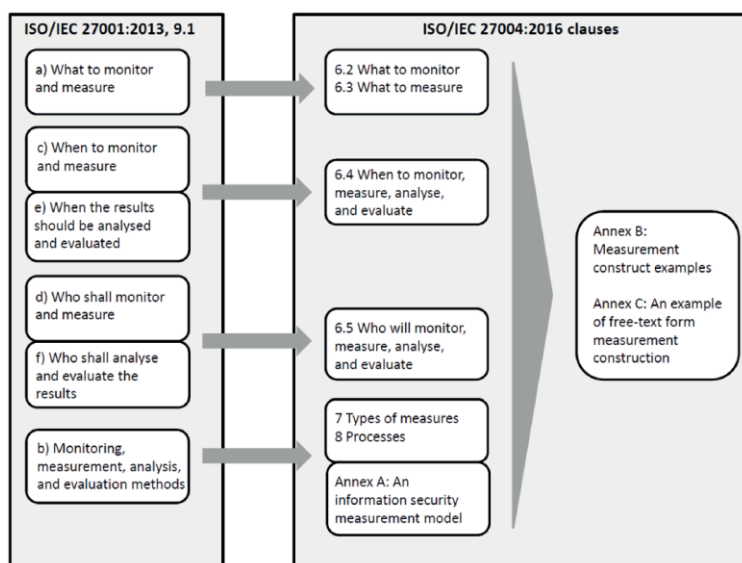 ISO/IEC 27001:2013, 9.1
a) What to monitor
and measure
c) When to monitor
and measure
e) When the results
should be analysed
and evaluated
d) Who shall monitor
and measure
f) Who shall analyse
and evaluate the
results
b) Monitoring,
measurement, analysis,
and evaluation methods
ISO/IEC 27004:2016 clauses
6.2 What to monitor
6.3 What to measure
6.4 When to monitor,
measure, analyse,
and evaluate
6.5 Who will monitor,
measure, analyse,
and evaluate
7 Types of measures
8 Processes
Annex A: An
information security
measurement model
Annex B:
Measurement
construct examples
Annex C: An example
of free-text form
measurement
construction